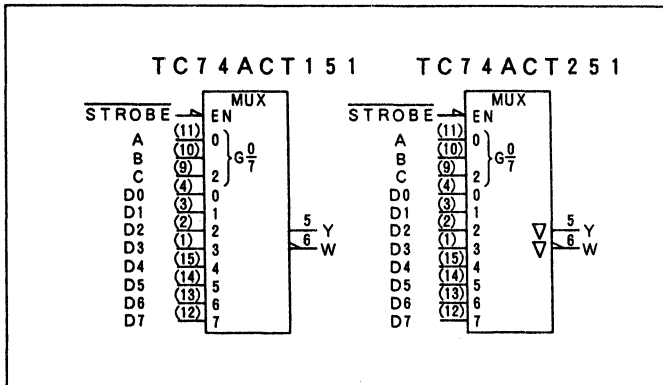 TC74ACT151
MUX
STROBE EN
A (11) 0
B (10) G 0/7
C (9) 2
D0 (4) 0
D1 (3) 1
D2 (2) 2
D3 (1) 3
D4 (15) 4
D5 (14) 5
D6 (13) 6
D7 (12) 7
5 Y
6 W
TC74ACT251
MUX
STROBE EN
A (11) 0
B (10) G 0/7
C (9) 2
D0 (4) 0
D1 (3) 1
D2 (2) 2
D3 (1) 3
D4 (15) 4
D5 (14) 5
D6 (13) 6
D7 (12) 7
▽ 5 Y
▽ 6 W